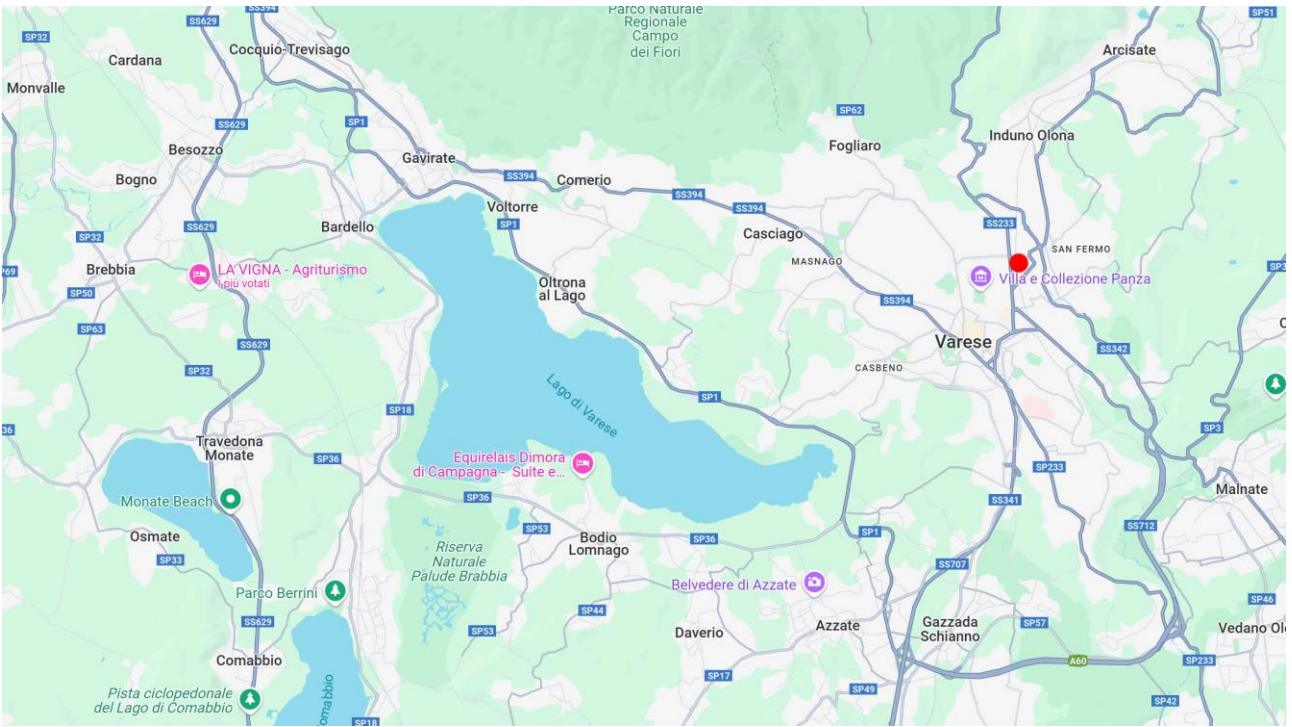 SS394
Parco Naturale
Regionale
Campo
dei Fiori
SP51
SS629
SP32
Cocquio-Trevisago
Arcisate
Cardana
Monvalle
SP62
SS629
SP1
Induno Olona
Besozzo
Fogliaro
Gavirate
Bogno
SS394
Comerio
SS394
Voltorre
SS394
SP1
SS629
Bardello
SS233
SP32
Casciago
SAN FERMO
MASNAGO
Brebbia
LA VIGNA - Agriturismo
I più votati
Villa e Collezione Panza
69
Oltrona
al Lago
SP50
SS394
SP63
SS629
Varese
SS342
SP32
CASBENO
Lago di Varese
SP1
SP18
36
SP3
Travedona
Monate
SP36
Equirelais Dimora
di Campagna - Suite e...
SP233
Malnate
Monate Beach
SP36
SS341
SP53
SS712
Osmate
Bodio
Lomnago
SP36
SP1
Riserva
Naturale
Palude Brabbia
SP33
SS707
Parco Berrini
Belvedere di Azzate
SP46
SP44
SS629
SP53
Daverio
Azzate
Gazzada
Schianno
SP57
Vedano Ol
Comabbio
A60
SP233
SP17
SP49
Pista ciclopedonale
del Lago di Comabbio
omabbio
SP42
SP18